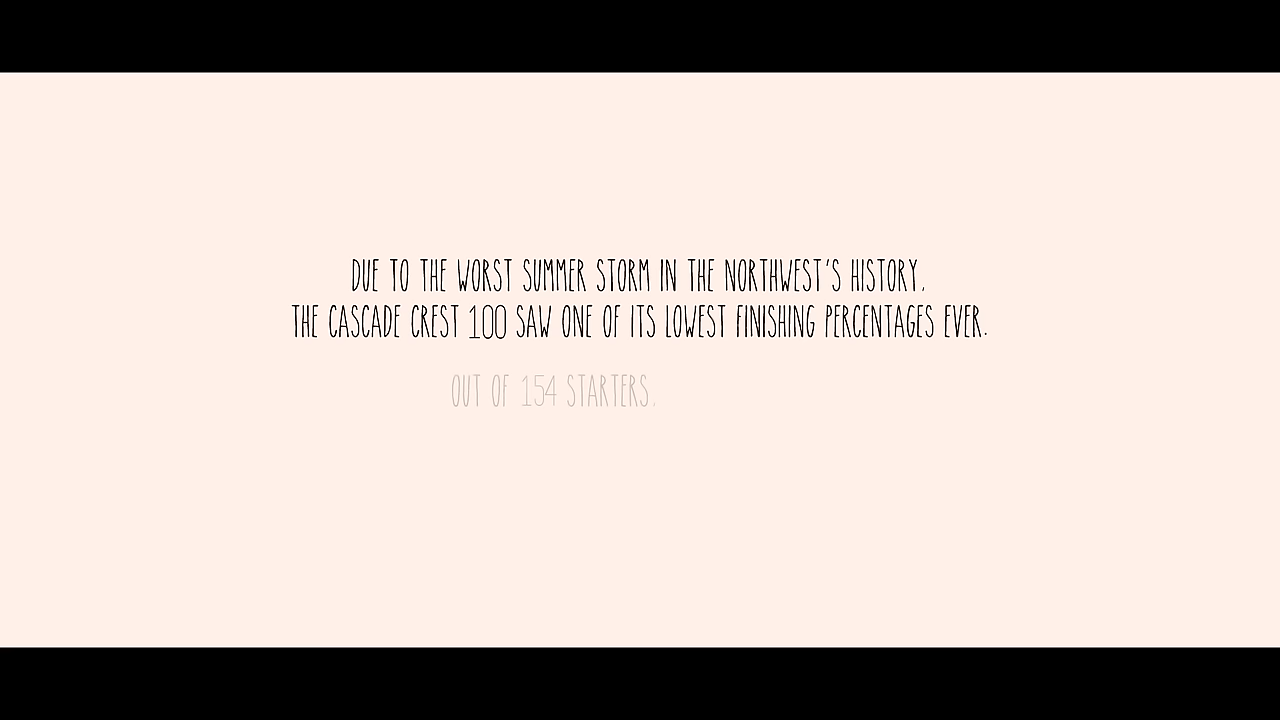 DUE TO THE WORST SUMMER STORM IN THE NORTHWEST'S HISTORY,
THE CASCADE CREST 100 SAW ONE OF ITS LOWEST FINISHING PERCENTAGES EVER.
OUT OF 154 STARTERS,